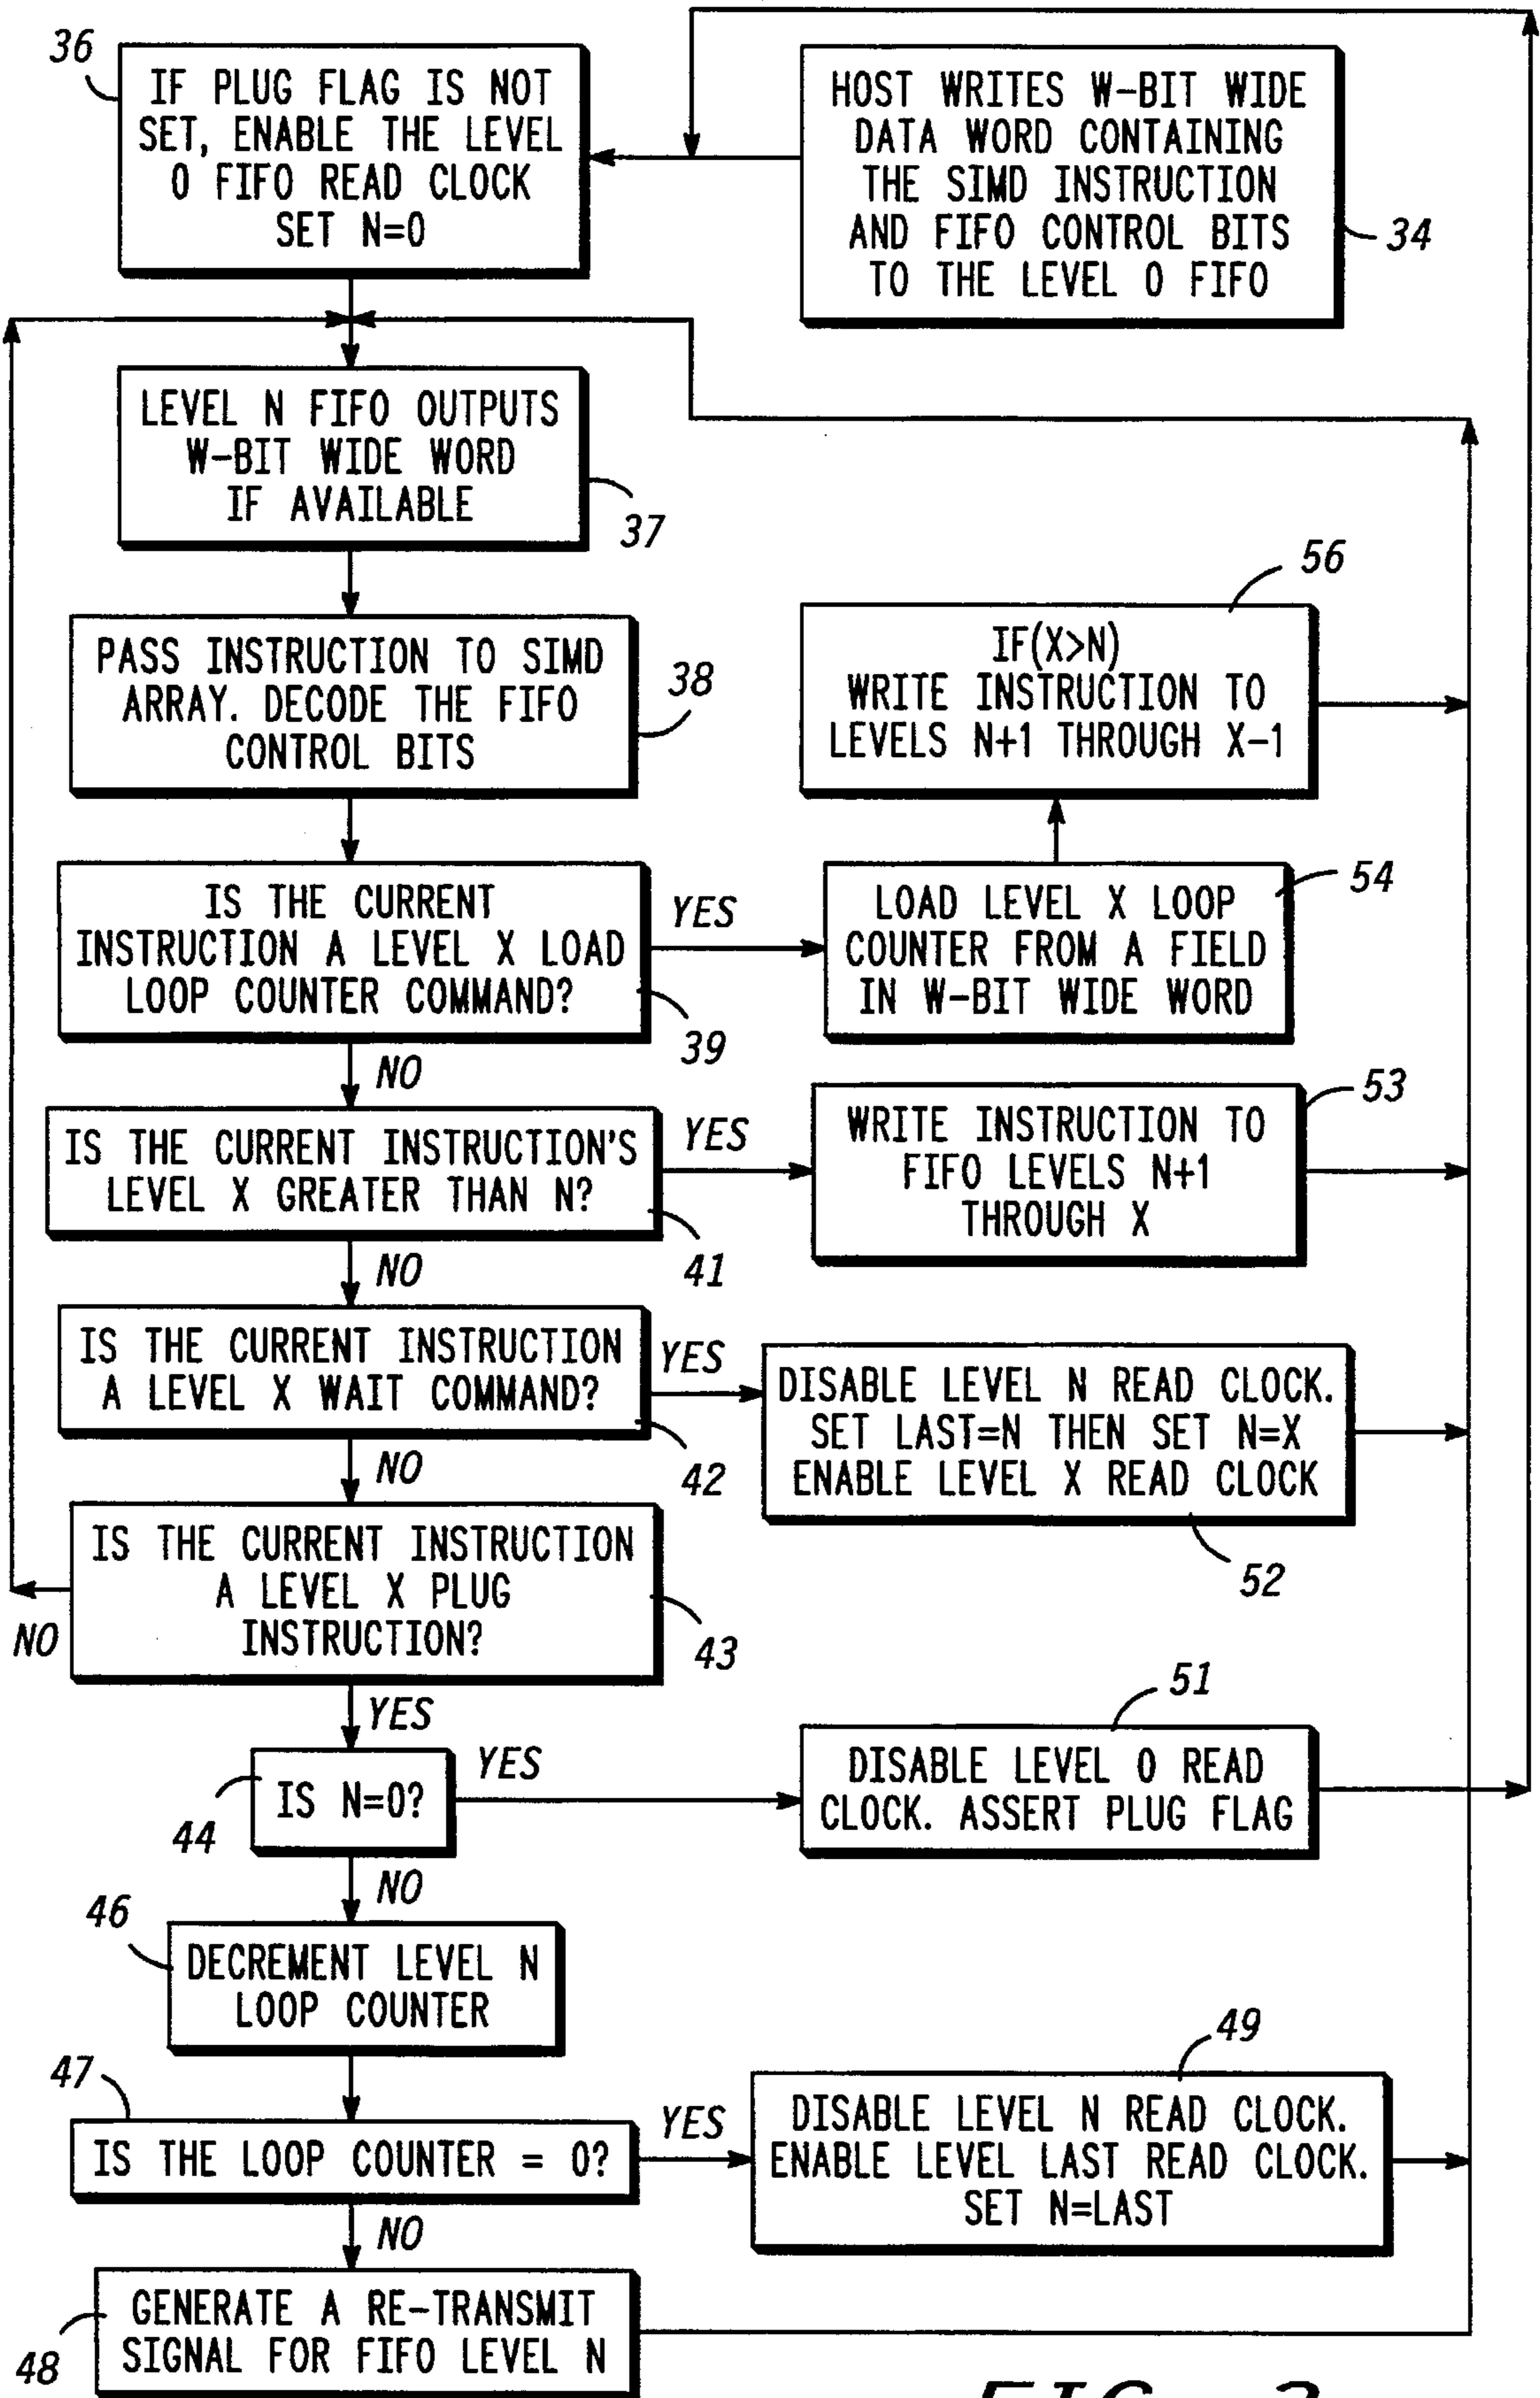 36
IF PLUG FLAG IS NOT
SET, ENABLE THE LEVEL
0 FIFO READ CLOCK
SET N=0
HOST WRITES W-BIT WIDE
DATA WORD CONTAINING
THE SIMD INSTRUCTION
AND FIFO CONTROL BITS
TO THE LEVEL 0 FIFO
34
LEVEL N FIFO OUTPUTS
W-BIT WIDE WORD
IF AVAILABLE
37
PASS INSTRUCTION TO SIMD
ARRAY. DECODE THE FIFO
CONTROL BITS
38
56
IF(X>N)
WRITE INSTRUCTION TO
LEVELS N+1 THROUGH X-1
IS THE CURRENT
INSTRUCTION A LEVEL X LOAD
LOOP COUNTER COMMAND?
39
YES
LOAD LEVEL X LOOP
COUNTER FROM A FIELD
IN W-BIT WIDE WORD
54
NO
IS THE CURRENT INSTRUCTION'S
LEVEL X GREATER THAN N?
41
YES
WRITE INSTRUCTION TO
FIFO LEVELS N+1
THROUGH X
53
NO
IS THE CURRENT INSTRUCTION
A LEVEL X WAIT COMMAND?
42
YES
DISABLE LEVEL N READ CLOCK.
SET LAST=N THEN SET N=X
ENABLE LEVEL X READ CLOCK
52
NO
IS THE CURRENT INSTRUCTION
A LEVEL X PLUG
INSTRUCTION?
43
NO
YES
44
IS N=0?
YES
51
DISABLE LEVEL 0 READ
CLOCK. ASSERT PLUG FLAG
NO
46
DECREMENT LEVEL N
LOOP COUNTER
47
IS THE LOOP COUNTER = 0?
YES
49
DISABLE LEVEL N READ CLOCK.
ENABLE LEVEL LAST READ CLOCK.
SET N=LAST
NO
48
GENERATE A RE-TRANSMIT
SIGNAL FOR FIFO LEVEL N